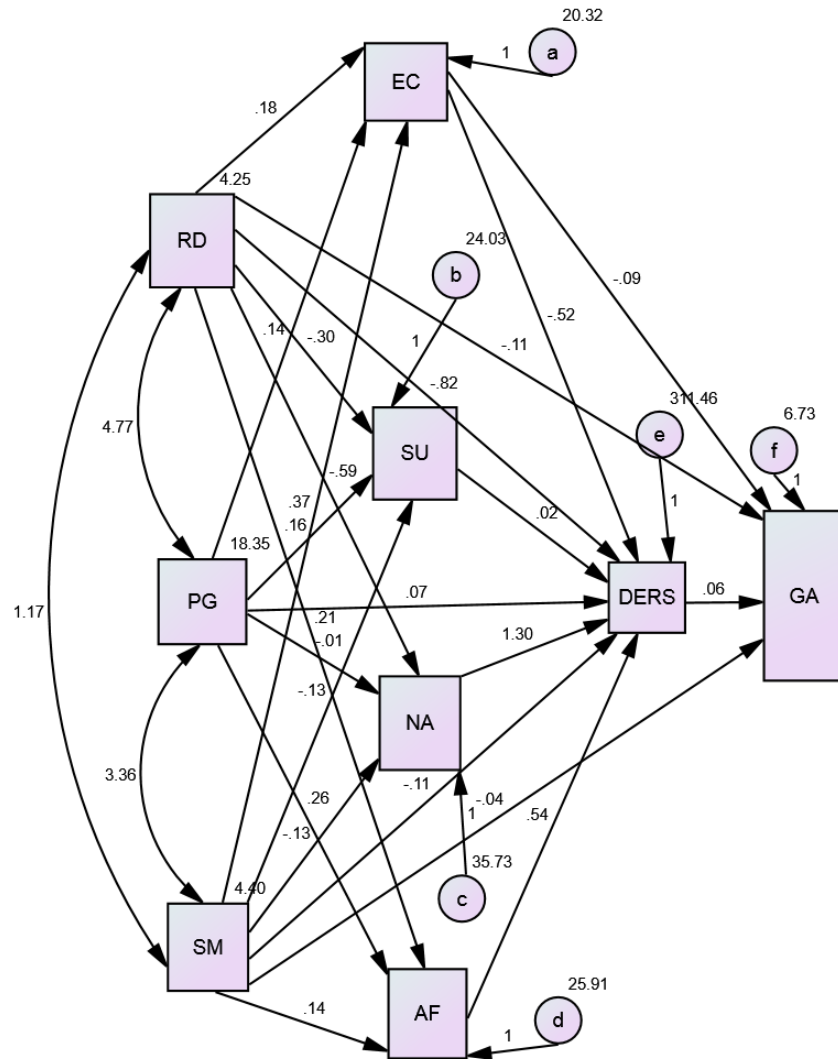 20.32
a
1
EC
.18
4.25
RD
24.03
b
-.09
.14
-.30
-.52
1
-.11
-.82
311.46
6.73
4.77
e
f
SU
-.59
1
.37
.16
1
.02
18.35
DERS
.06
GA
PG
.07
1.17
.21
-.01
1.30
-.13
NA
3.36
-.11
.26
-.04
1
.54
-.13
35.73
4.40
c
SM
25.91
.14
AF
d
1